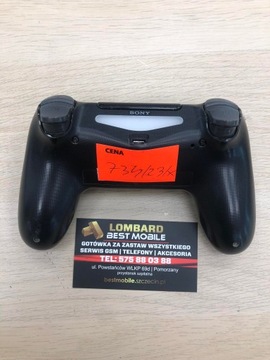 SONY
CENA
LOMBARD
BEST MOBILE
GOTÓWKA ZA ZASTAW WSZYSTKIEGO
SERWIS GSM | TELEFONY | AKCESORIA
TEL: 575 88 03 88
ul. Powstańców WLKP 69d | Pomorzany
przystanek szpitalny
bestmobile.szczecin.pl